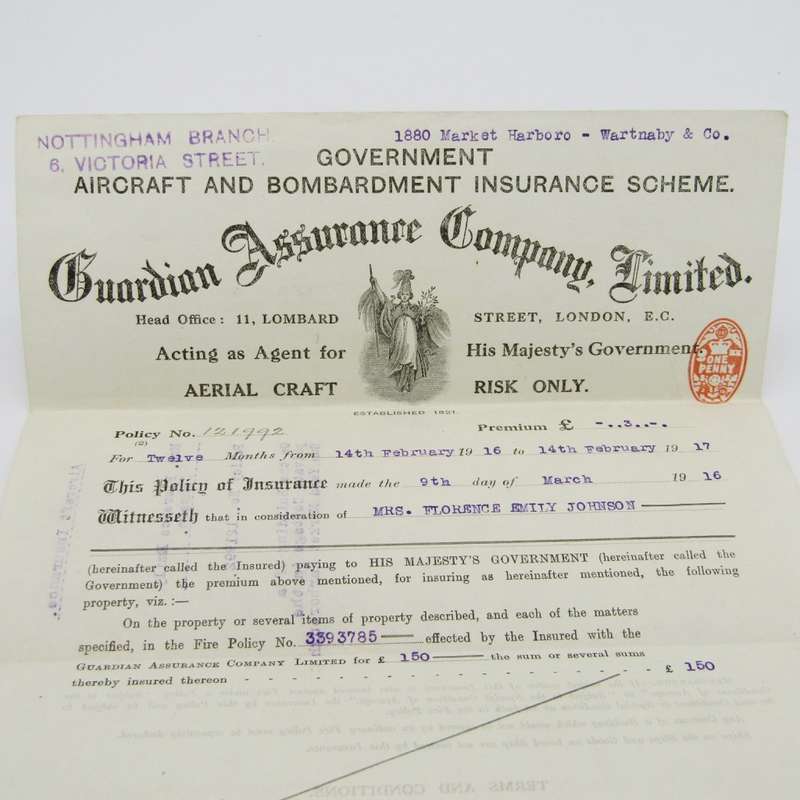 NOTTINGHAM BRANCH.
6, VICTORIA STREET.
1880 Market Harboro - Wartnaby & Co.
GOVERNMENT
AIRCRAFT AND BOMBARDMENT INSURANCE SCHEME.
Guardian Assurance Company, Limited.
Head Office: 11, LOMBARD STREET, LONDON, E.C.
Acting as Agent for His Majesty's Government.
AERIAL CRAFT RISK ONLY.
ONE PENNY
ESTABLISHED 1821.
Policy No. 121992 Premium £ -..3..-.
(2)
For Twelve Months from 14th February 1916 to 14th February 1917
This Policy of Insurance made the 9th day of March 1916
Witnesseth that in consideration of MRS. FLORENCE EMILY JOHNSON
(hereinafter called the Insured) paying to HIS MAJESTY'S GOVERNMENT (hereinafter called the
Government) the premium above mentioned, for insuring as hereinafter mentioned, the following
property, viz.:—
On the property or several items of property described, and each of the matters
specified, in the Fire Policy No. 3393785 effected by the Insured with the
GUARDIAN ASSURANCE COMPANY LIMITED for £ 150 the sum or several sums
thereby insured thereon - - - - - - - - - - - - - - £ 150
TERMS AND CONDITIONS.